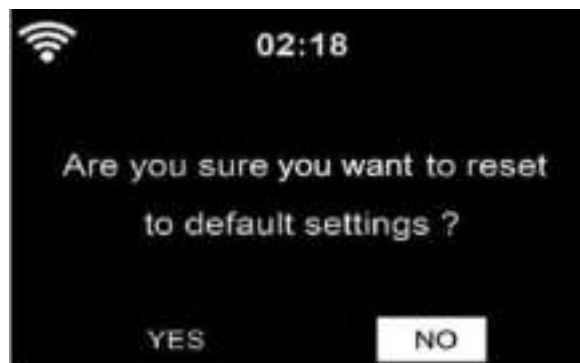 02:18
Are you sure you want to reset
to default settings ?
YES NO